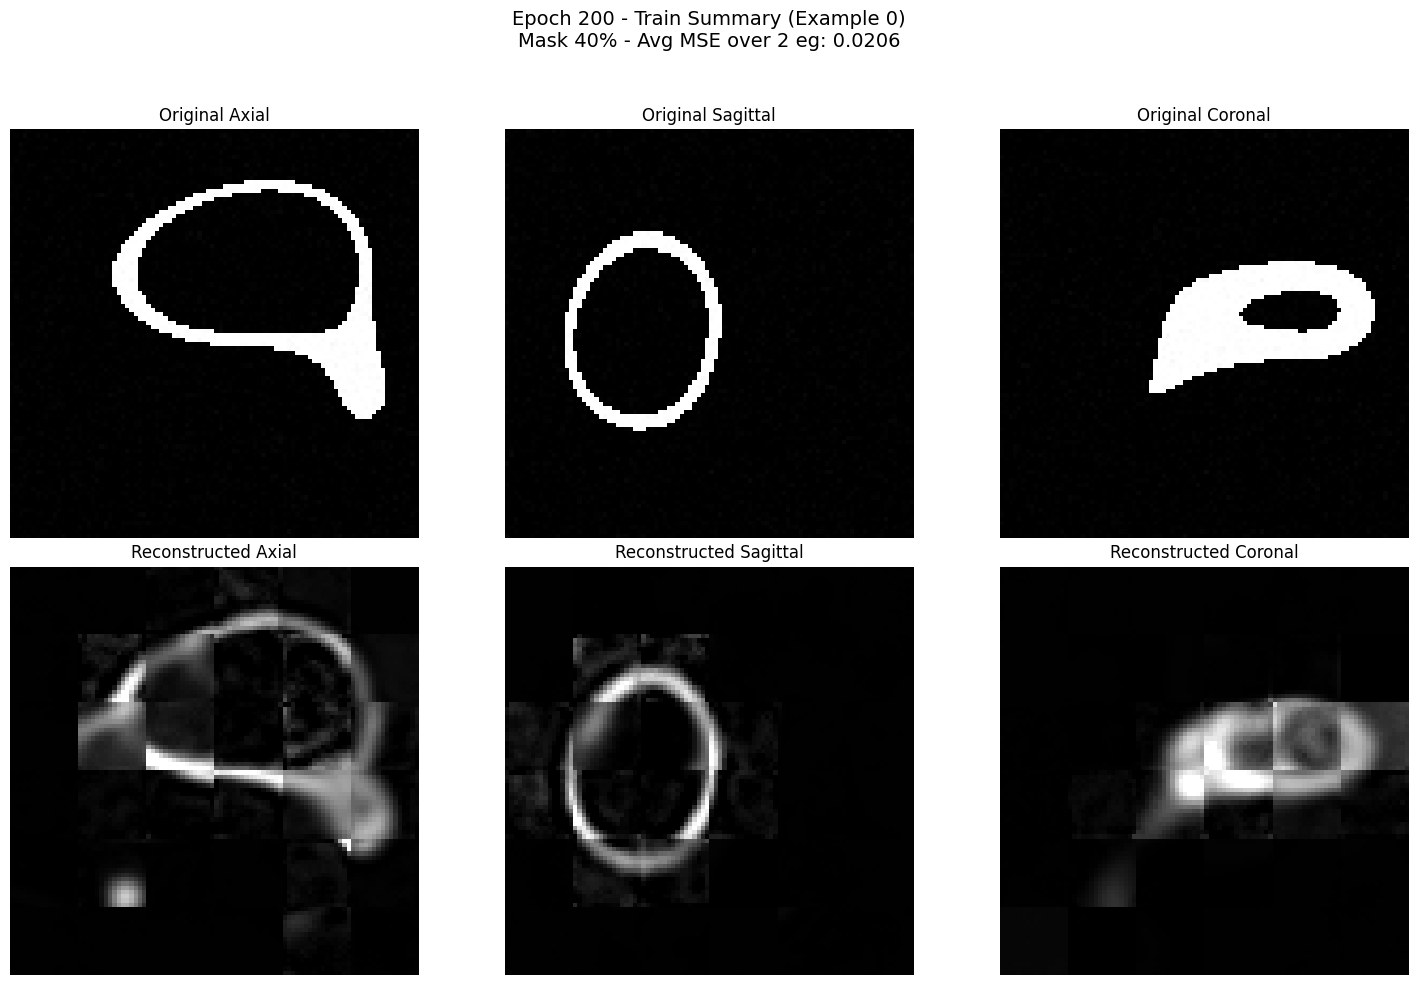 Epoch 200 - Train Summary (Example 0)
Mask 40% - Avg MSE over 2 eg: 0.0206
Original Axial
Original Sagittal
Original Coronal
Reconstructed Axial
Reconstructed Sagittal
Reconstructed Coronal